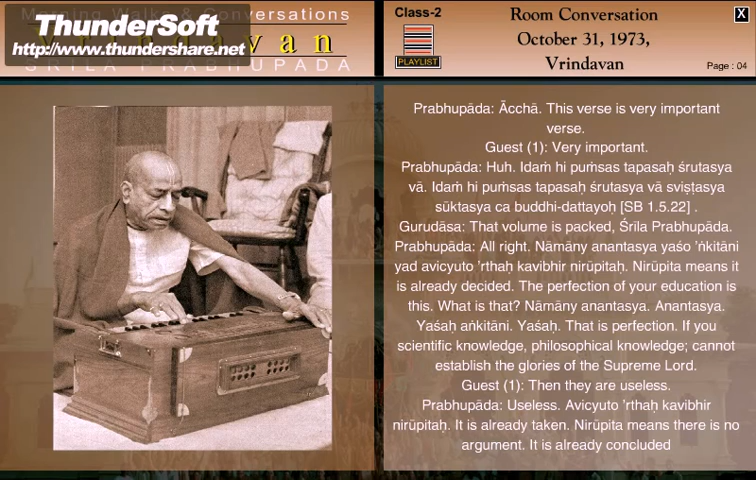 Morning Walks & Conversations
ThunderSoft
http://www.thundershare.net
SRILA PRABHUPADA
Class-2
PLAYLIST
Room Conversation
October 31, 1973,
Vrindavan
X
Page : 04
Prabhupāda: Ācchā. This verse is very important
verse.
Guest (1): Very important.
Prabhupāda: Huh. Idaṁ hi puṁsas tapasaḥ śrutasya
vā. Idaṁ hi puṁsas tapasaḥ śrutasya vā sviṣṭasya
sūktasya ca buddhi-dattayoḥ [SB 1.5.22] .
Gurudāsa: That volume is packed, Śrīla Prabhupāda.
Prabhupāda: All right. Nāmāny anantasya yaśo 'ṅkitāni
yad avicyuto 'rthaḥ kavibhir nirūpitaḥ. Nirūpita means it
is already decided. The perfection of your education is
this. What is that? Nāmāny anantasya. Anantasya.
Yaśaḥ aṅkitāni. Yaśaḥ. That is perfection. If you
scientific knowledge, philosophical knowledge; cannot
establish the glories of the Supreme Lord.
Guest (1): Then they are useless.
Prabhupāda: Useless. Avicyuto 'rthaḥ kavibhir
nirūpitaḥ. It is already taken. Nirūpita means there is no
argument. It is already concluded